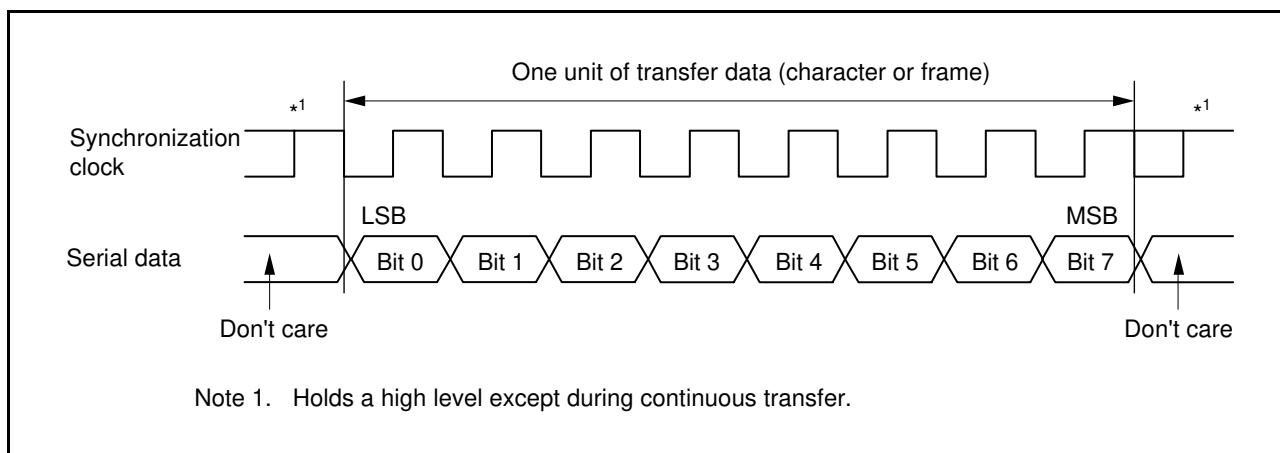 One unit of transfer data (character or frame)
*1
*1
Synchronization
clock
LSB
MSB
Serial data
Bit 0
Bit 1
Bit 2
Bit 3
Bit 4
Bit 5
Bit 6
Bit 7
Don't care
Don't care
Note 1. Holds a high level except during continuous transfer.